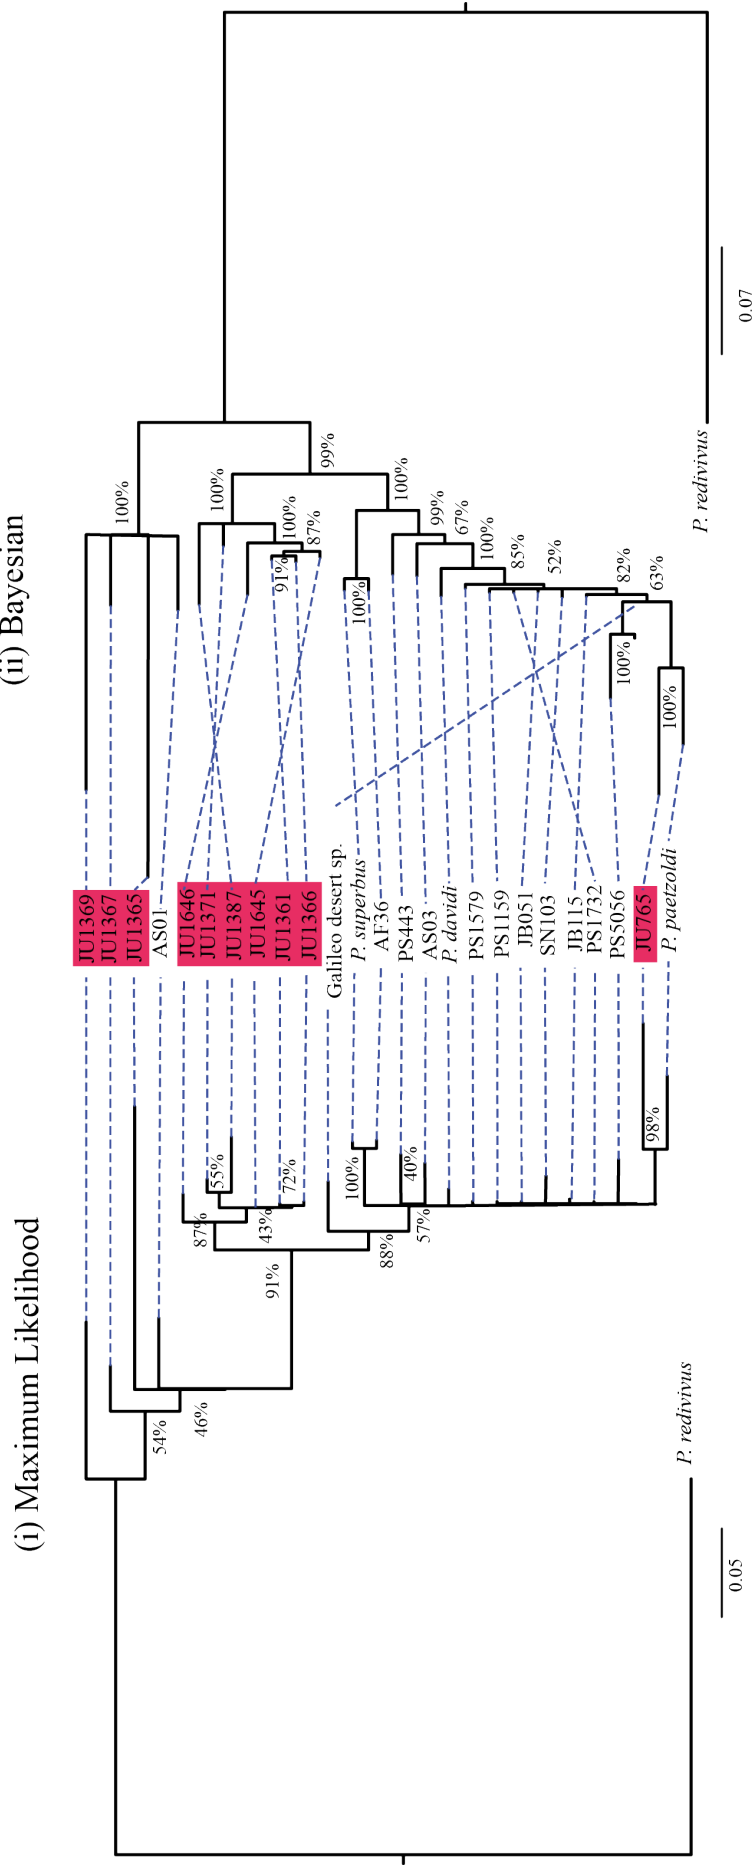 (i) Maximum Likelihood
(ii) Bayesian
JU1369
JU1367
JU1365
AS01
JU1646
JU1371
JU1387
JU1645
JU1361
JU1366
Galileo desert sp.
P. superbus
AF36
PS443
AS03
P. davidi
PS1579
PS1159
JB051
SN103
JB115
PS1732
PS5056
JU765
P. paetzoldi
54%
46%
91%
87%
55%
43%
72%
88%
57%
100%
40%
98%
P. redivivus
0.05
100%
99%
100%
100%
87%
91%
100%
100%
99%
67%
100%
85%
52%
82%
63%
100%
100%
P. redivivus
0.07